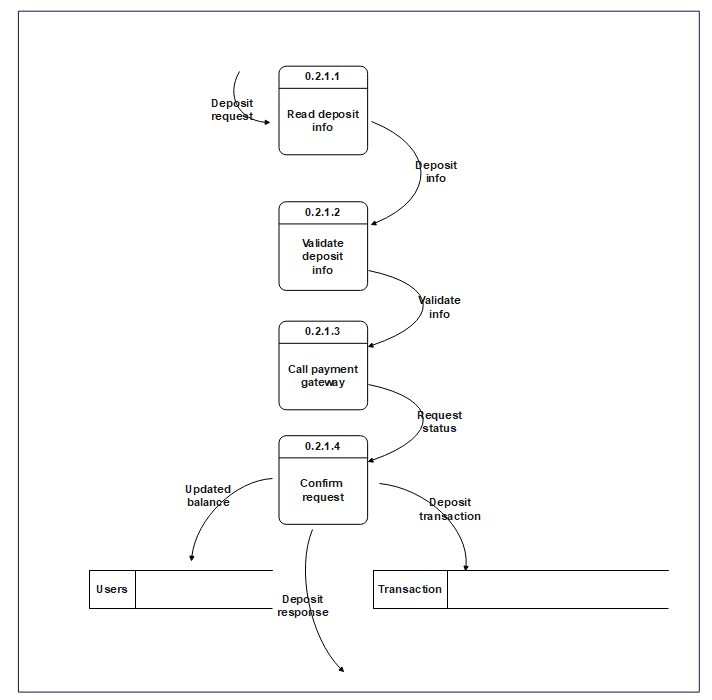 0.2.1.1
Deposit
request
Read deposit
info
Deposit
info
0.2.1.2
Validate
deposit
info
Validate
info
0.2.1.3
Call payment
gateway
Request
status
0.2.1.4
Confirm
request
Updated
balance
Deposit
transaction
Users
Deposit
response
Transaction